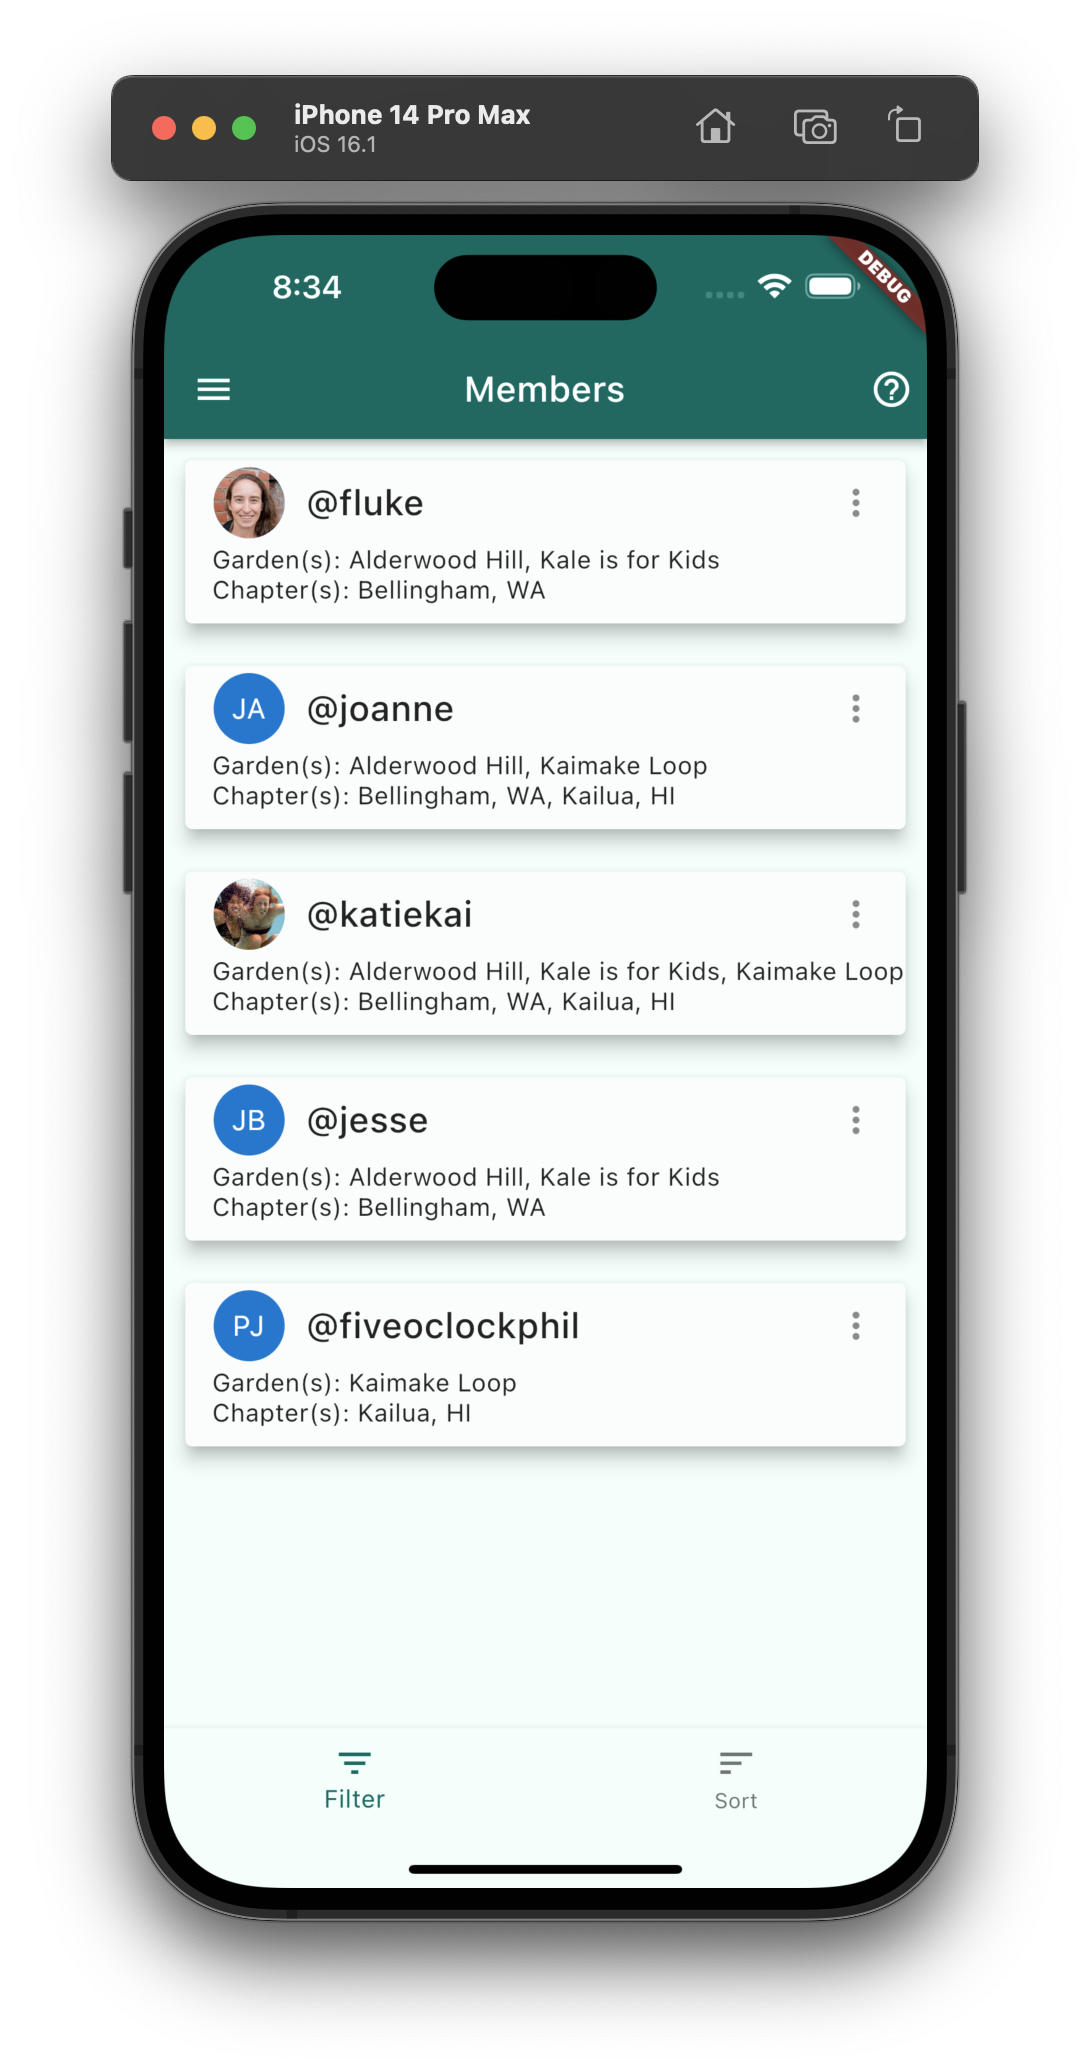 iPhone 14 Pro Max
iOS 16.1
8:34
DEBUG
Members
@fluke
Garden(s): Alderwood Hill, Kale is for Kids
Chapter(s): Bellingham, WA
JA
@joanne
Garden(s): Alderwood Hill, Kaimake Loop
Chapter(s): Bellingham, WA, Kailua, HI
@katiekai
Garden(s): Alderwood Hill, Kale is for Kids, Kaimake Loop
Chapter(s): Bellingham, WA, Kailua, HI
JB
@jesse
Garden(s): Alderwood Hill, Kale is for Kids
Chapter(s): Bellingham, WA
PJ
@fiveoclockphil
Garden(s): Kaimake Loop
Chapter(s): Kailua, HI
Filter
Sort